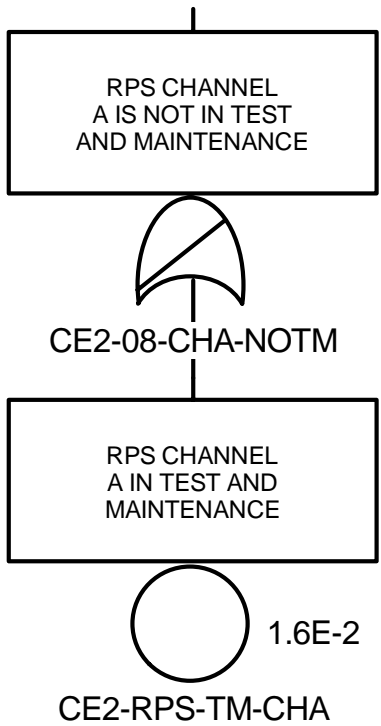 RPS CHANNEL
A IS NOT IN TEST
AND MAINTENANCE
CE2-08-CHA-NOTM
RPS CHANNEL
A IN TEST AND
MAINTENANCE
1.6E-2
CE2-RPS-TM-CHA